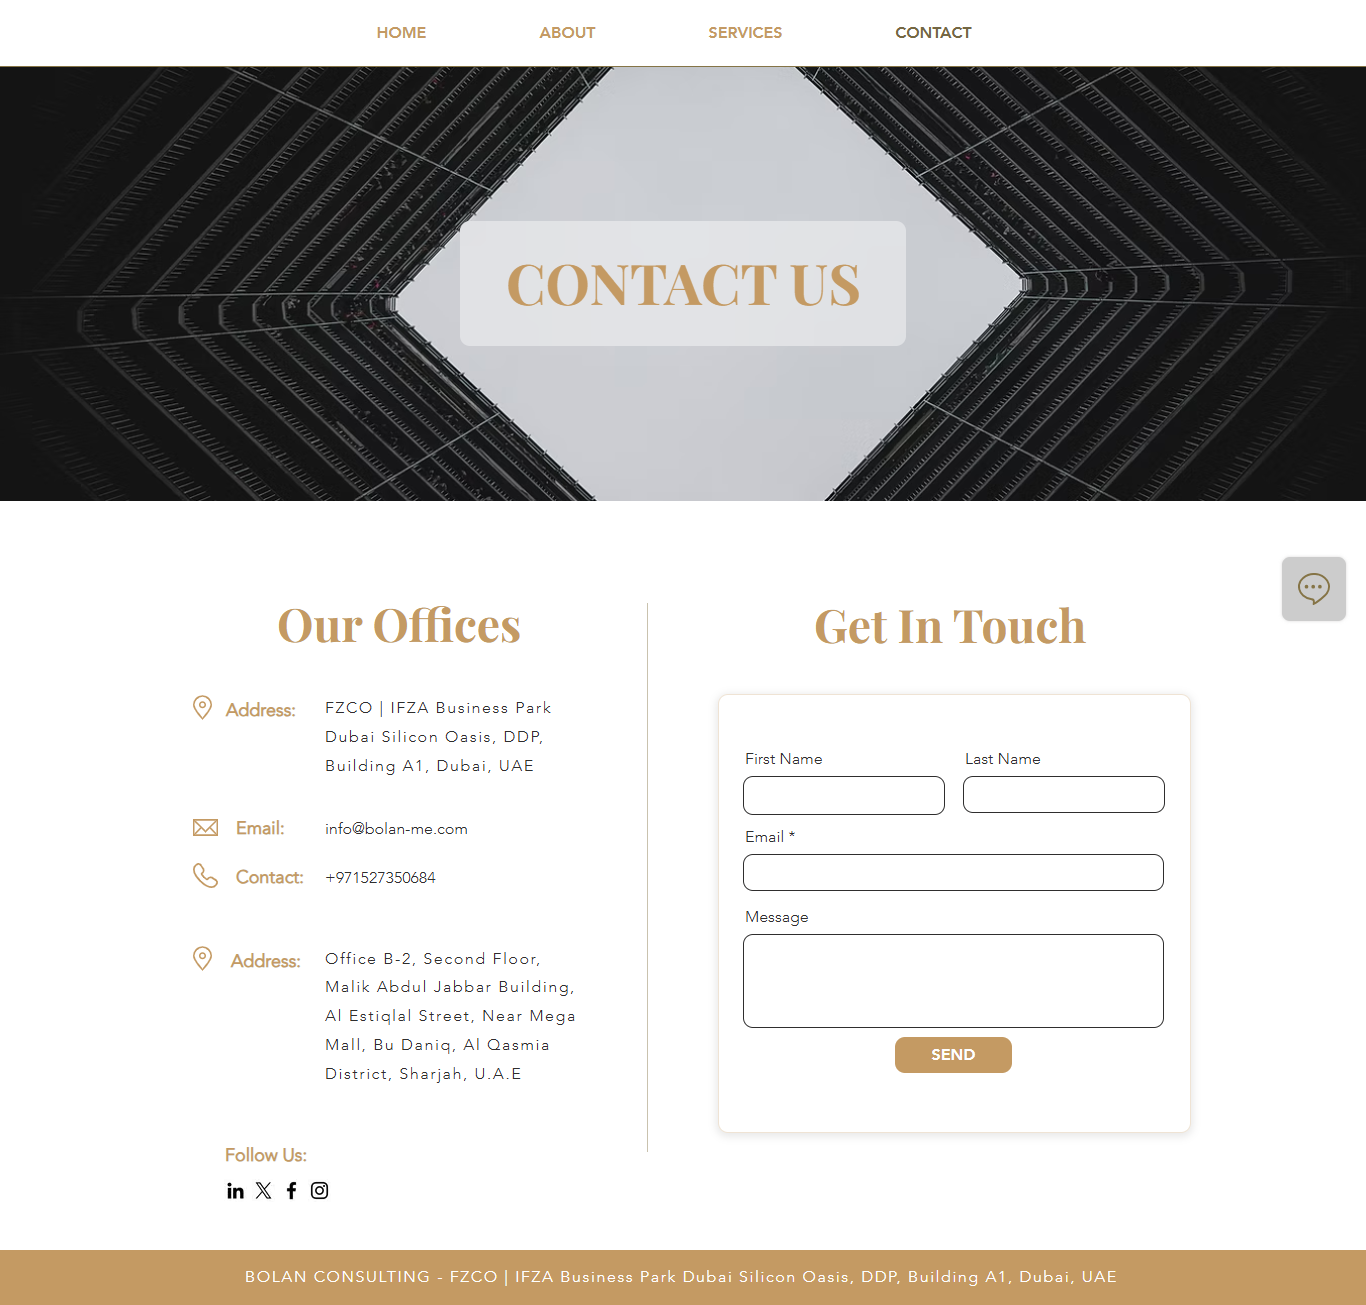 HOME
ABOUT
SERVICES
CONTACT
CONTACT US
Our Offices
Address:
FZCO | IFZA Business Park
Dubai Silicon Oasis, DDP,
Building A1, Dubai, UAE
Email:
info@bolan-me.com
Contact:
+971527350684
Address:
Office B-2, Second Floor,
Malik Abdul Jabbar Building,
Al Estiqlal Street, Near Mega
Mall, Bu Daniq, Al Qasmia
District, Sharjah, U.A.E
Follow Us:
Get In Touch
First Name
Last Name
Email *
Message
SEND
BOLAN CONSULTING - FZCO | IFZA Business Park Dubai Silicon Oasis, DDP, Building A1, Dubai, UAE